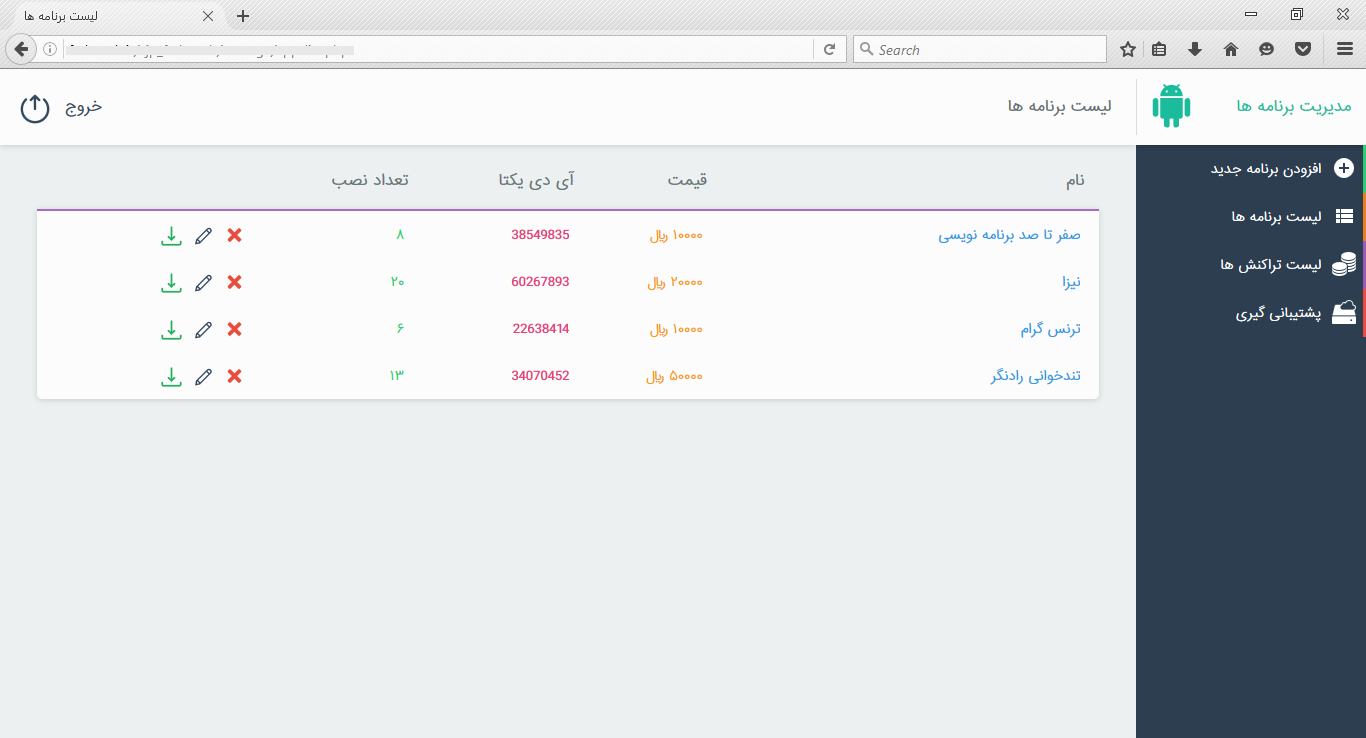 لیست برنامه ها
Search
مدیریت برنامه ها
لیست برنامه ها
خروج
افزودن برنامه جدید
لیست برنامه ها
لیست تراکنش ها
پشتیبانی گیری
نام قیمت آی دی یکتا تعداد نصب
صفر تا صد برنامه نویسی ۱۰۰۰۰ ﷼ 38549835 ۸
نیزا ۲۰۰۰۰ ﷼ 60267893 ۲۰
ترنس گرام ۱۰۰۰۰ ﷼ 22638414 ۶
تندخوانی رادنگر ۵۰۰۰۰ ﷼ 34070452 ۱۳